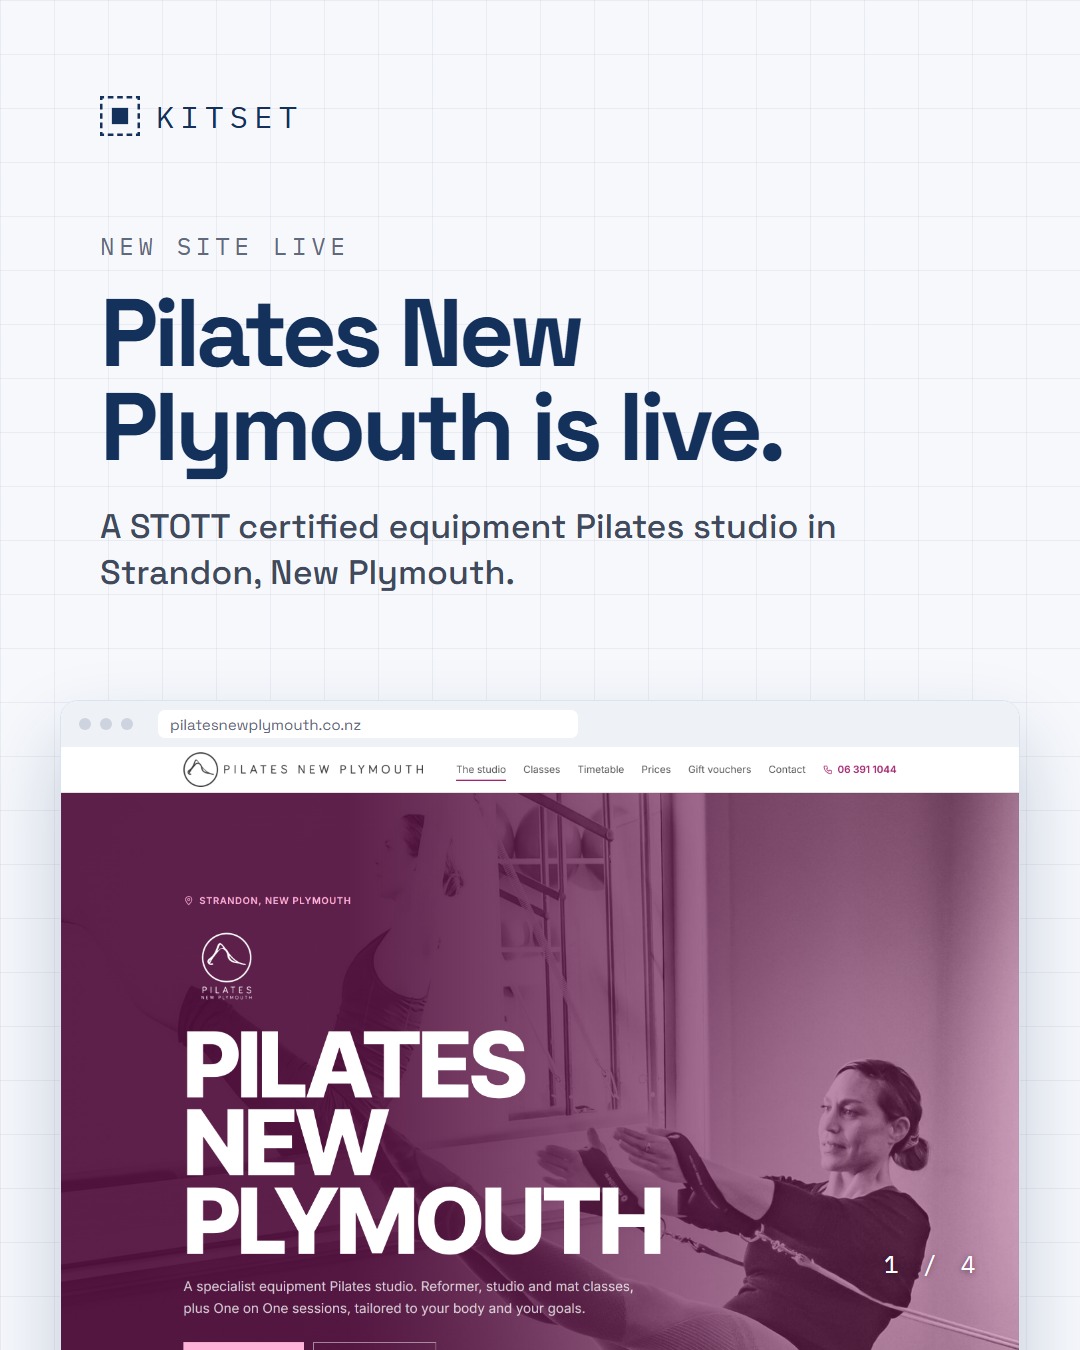 KITSET
NEW SITE LIVE
Pilates New
Plymouth is live.
A STOTT certified equipment Pilates studio in
Strandon, New Plymouth.
pilatesnewplymouth.co.nz
PILATES NEW PLYMOUTH
The studio Classes Timetable Prices Gift vouchers Contact 06 391 1044
STRANDON, NEW PLYMOUTH
PILATES
NEW PLYMOUTH
PILATES
NEW
PLYMOUTH
A specialist equipment Pilates studio. Reformer, studio and mat classes,
plus One on One sessions, tailored to your body and your goals.
1 / 4